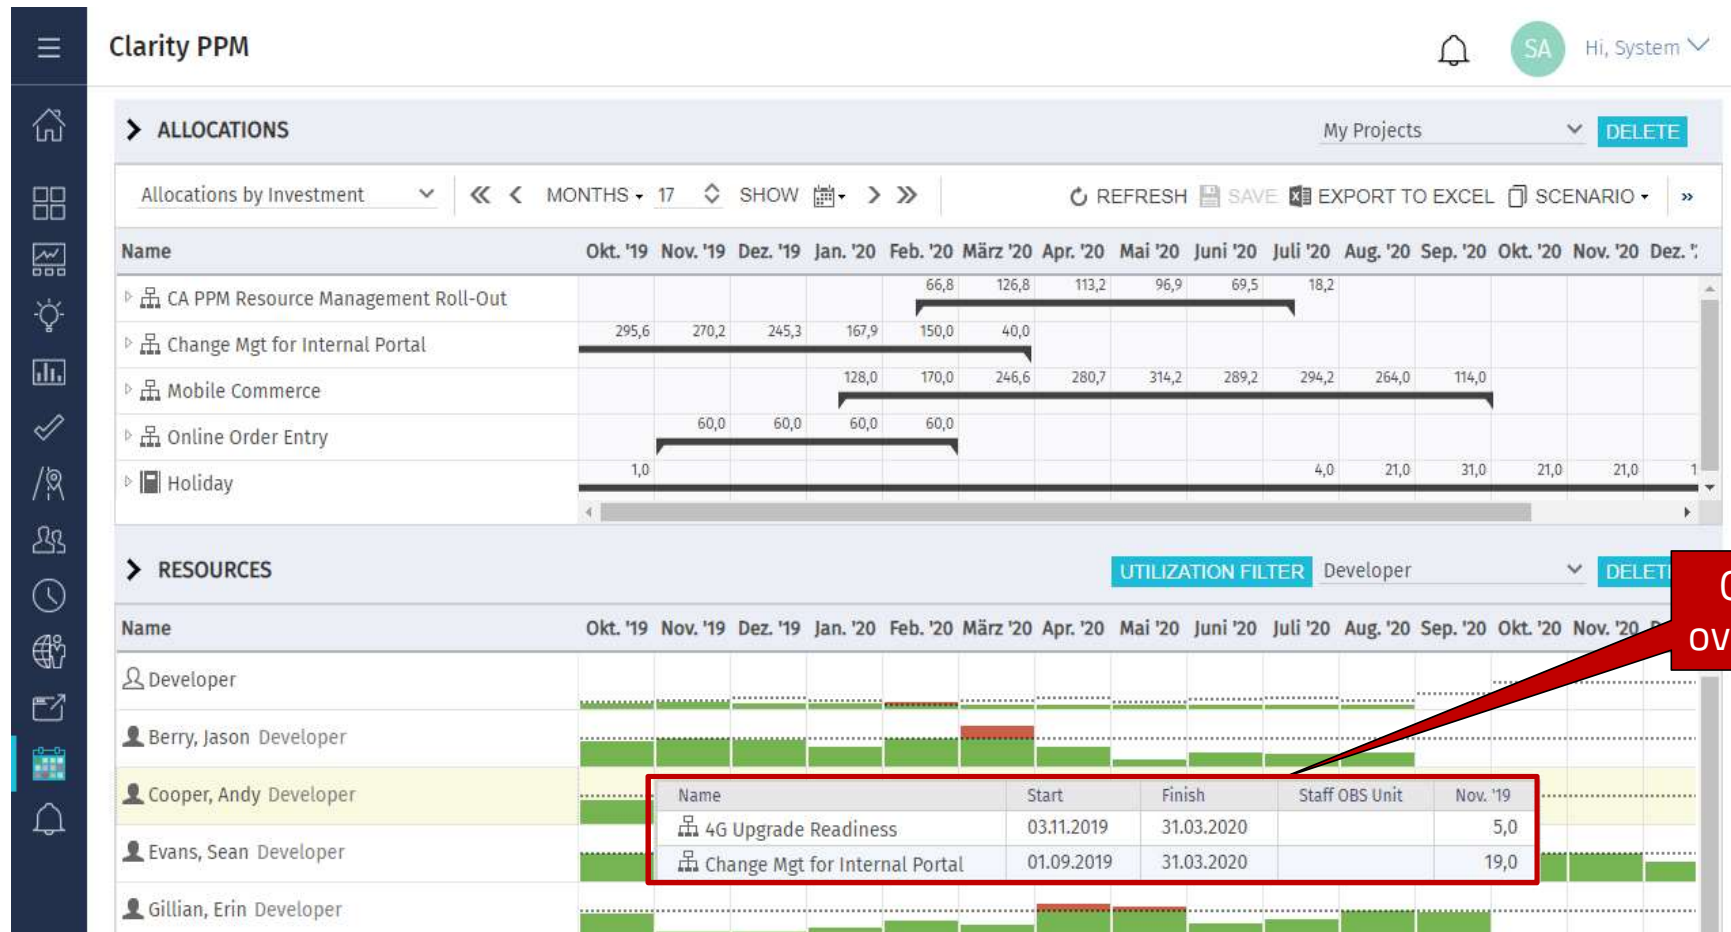 Clarity PPM
SA Hi, System
ALLOCATIONS My Projects DELETE
Allocations by Investment MONTHS 17 SHOW REFRESH SAVE EXPORT TO EXCEL SCENARIO »
Name Okt. '19 Nov. '19 Dez. '19 Jan. '20 Feb. '20 März '20 Apr. '20 Mai '20 Juni '20 Juli '20 Aug. '20 Sep. '20 Okt. '20 Nov. '20 Dez.
CA PPM Resource Management Roll-Out 66,8 126,8 113,2 96,9 69,5 18,2
Change Mgt for Internal Portal 295,6 270,2 245,3 167,9 150,0 40,0
Mobile Commerce 128,0 170,0 246,6 280,7 314,2 289,2 294,2 264,0 114,0
Online Order Entry 60,0 60,0 60,0 60,0
Holiday 1,0 4,0 21,0 31,0 21,0 21,0
RESOURCES UTILIZATION FILTER Developer DELET
Name Okt. '19 Nov. '19 Dez. '19 Jan. '20 Feb. '20 März '20 Apr. '20 Mai '20 Juni '20 Juli '20 Aug. '20 Sep. '20 Okt. '20 Nov. '20
ov
Developer
Berry, Jason Developer
Cooper, Andy Developer
Name Start Finish Staff OBS Unit Nov. '19
4G Upgrade Readiness 03.11.2019 31.03.2020 5,0
Evans, Sean Developer
Change Mgt for Internal Portal 01.09.2019 31.03.2020 19,0
Gillian, Erin Developer